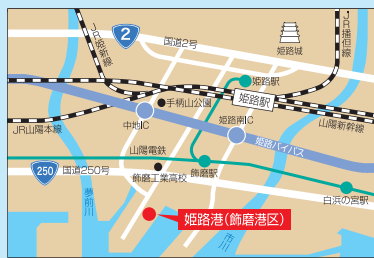 JR姫新線
2
国道2号
姫路城
JR播但線
姫路駅
姫路駅
手柄山公園
中地IC
姫路南IC
山陽新幹線
JR山陽本線
山陽電鉄
姫路バイパス
250
国道250号
飾磨工業高校
飾磨駅
白浜の宮駅
夢前川
姫路港(飾磨港区)
市川